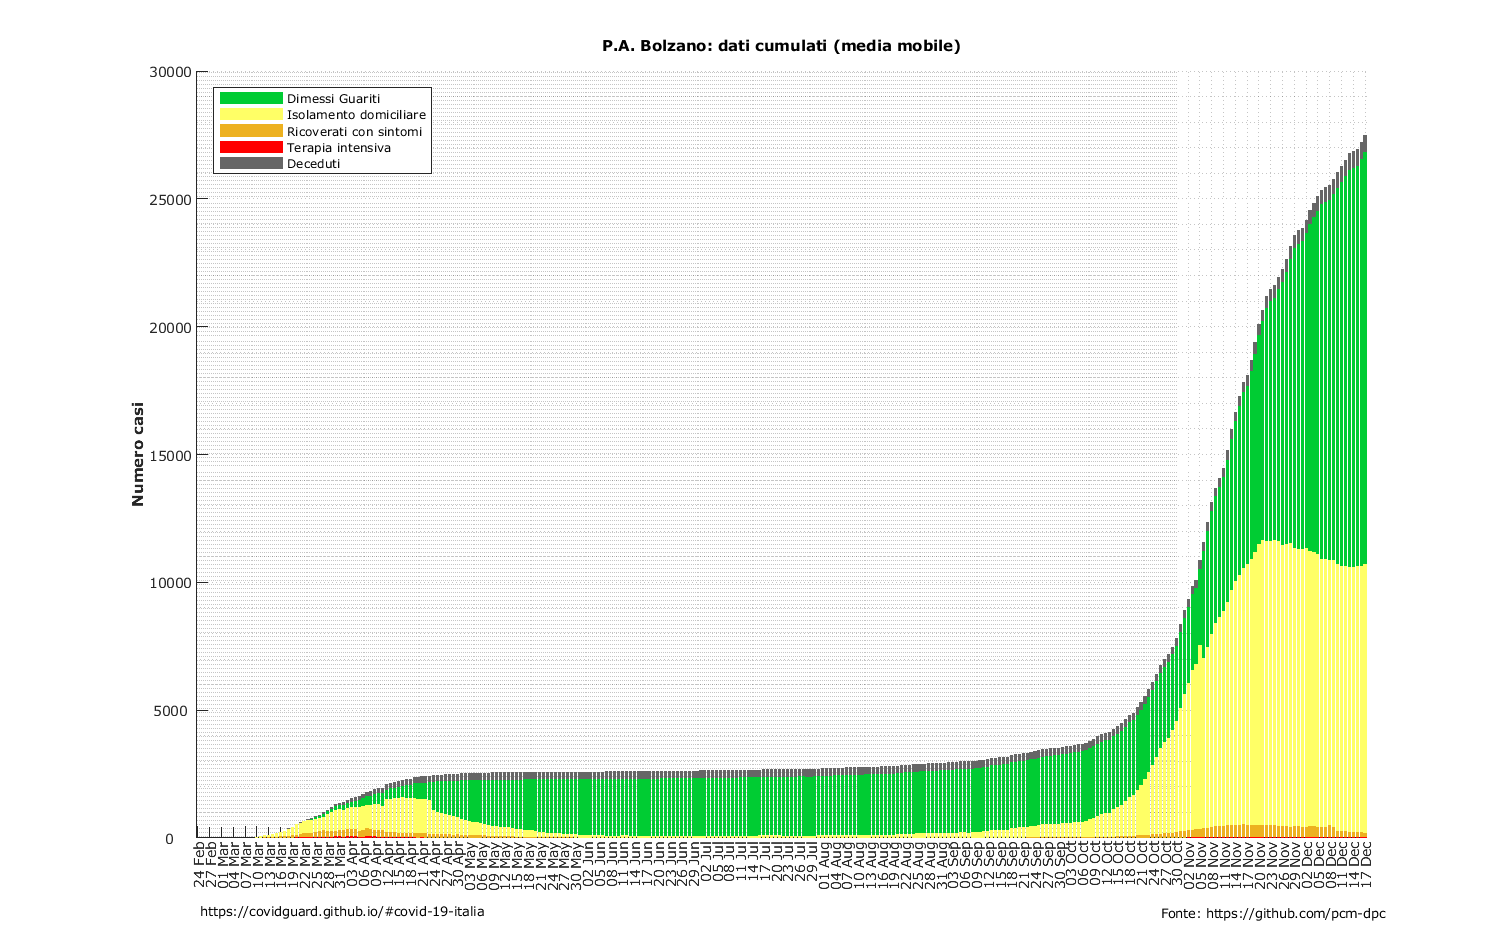 P.A. Bolzano: dati cumulati (media mobile)
30000
25000
20000
15000
10000
5000
0
Numero casi
Dimessi Guariti
Isolamento domiciliare
Ricoverati con sintomi
Terapia intensiva
Deceduti
24 Feb
27 Feb
01 Mar
04 Mar
07 Mar
10 Mar
13 Mar
16 Mar
19 Mar
22 Mar
25 Mar
28 Mar
31 Mar
03 Apr
06 Apr
09 Apr
12 Apr
15 Apr
18 Apr
21 Apr
24 Apr
27 Apr
30 Apr
03 May
06 May
09 May
12 May
15 May
18 May
21 May
24 May
27 May
30 May
02 Jun
05 Jun
08 Jun
11 Jun
14 Jun
17 Jun
20 Jun
23 Jun
26 Jun
29 Jun
02 Jul
05 Jul
08 Jul
11 Jul
14 Jul
17 Jul
20 Jul
23 Jul
26 Jul
29 Jul
01 Aug
04 Aug
07 Aug
10 Aug
13 Aug
16 Aug
19 Aug
22 Aug
25 Aug
28 Aug
31 Aug
03 Sep
06 Sep
09 Sep
12 Sep
15 Sep
18 Sep
21 Sep
24 Sep
27 Sep
30 Sep
03 Oct
06 Oct
09 Oct
12 Oct
15 Oct
18 Oct
21 Oct
24 Oct
27 Oct
30 Oct
02 Nov
05 Nov
08 Nov
11 Nov
14 Nov
17 Nov
20 Nov
23 Nov
26 Nov
29 Nov
02 Dec
05 Dec
08 Dec
11 Dec
14 Dec
17 Dec
https://covidguard.github.io/#covid-19-italia
Fonte: https://github.com/pcm-dpc